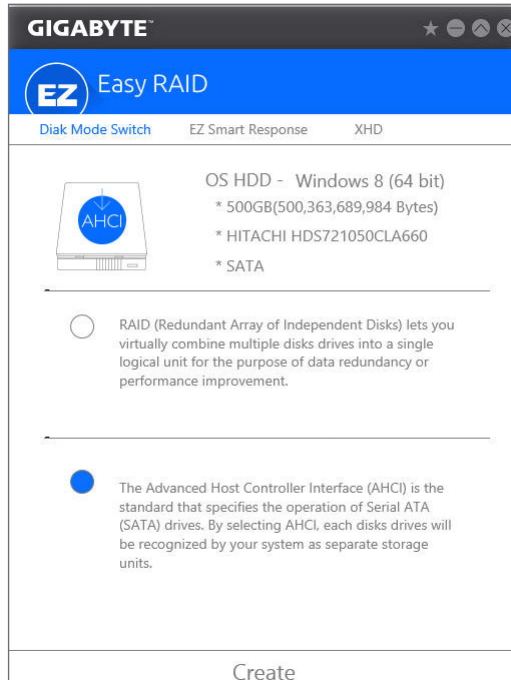 GIGABYTE™
EZ Easy RAID
Diak Mode Switch EZ Smart Response XHD
AHCI
OS HDD - Windows 8 (64 bit)
* 500GB(500,363,689,984 Bytes)
* HITACHI HDS721050CLA660
* SATA
RAID (Redundant Array of Independent Disks) lets you
virtually combine multiple disks drives into a single
logical unit for the purpose of data redundancy or
performance improvement.
The Advanced Host Controller Interface (AHCI) is the
standard that specifies the operation of Serial ATA
(SATA) drives. By selecting AHCI, each disks drives will
be recognized by your system as separate storage
units.
Create